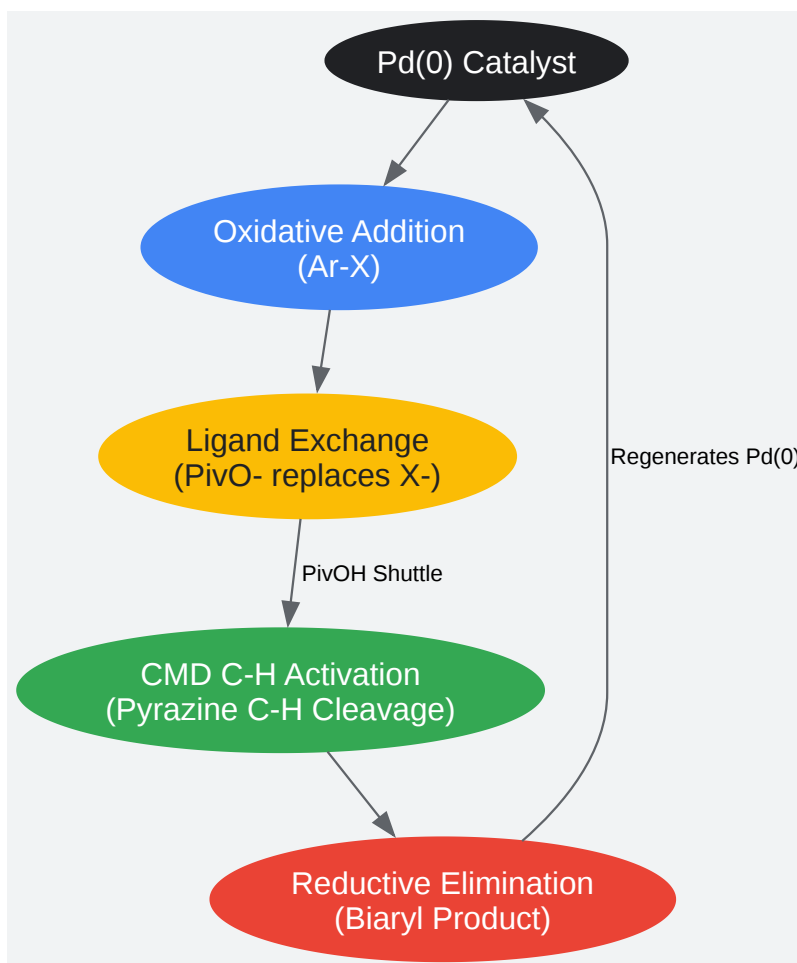 Pd(0) Catalyst
Oxidative Addition
(Ar-X)
Ligand Exchange
(PivO- replaces X-)
Regenerates Pd(0)
PivOH Shuttle
CMD C-H Activation
(Pyrazine C-H Cleavage)
Reductive Elimination
(Biaryl Product)